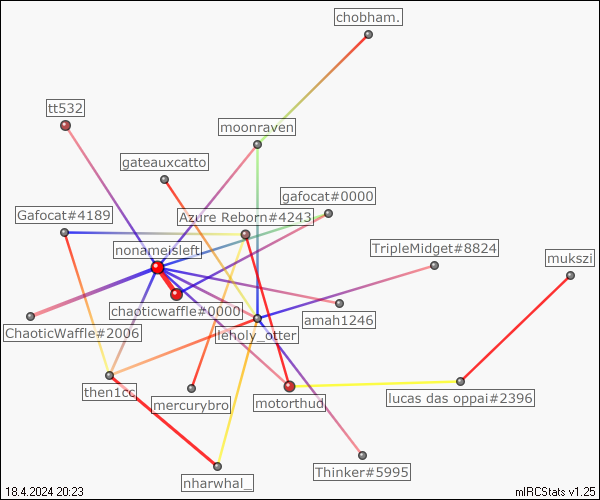 chobham.
tt532
moonraven
gateauxcatto
gafocat#0000
Gafocat#4189
Azure Reborn#4243
nonameisleft
TripleMidget#8824
mukszi
chaoticwaffle#0000
amah1246
ChaoticWaffle#2006
leholy_otter
then1cc
mercurybro
motorthud
lucas das oppai#2396
nharwhal_
Thinker#5995
18.4.2024 20:23
mIRCStats v1.25